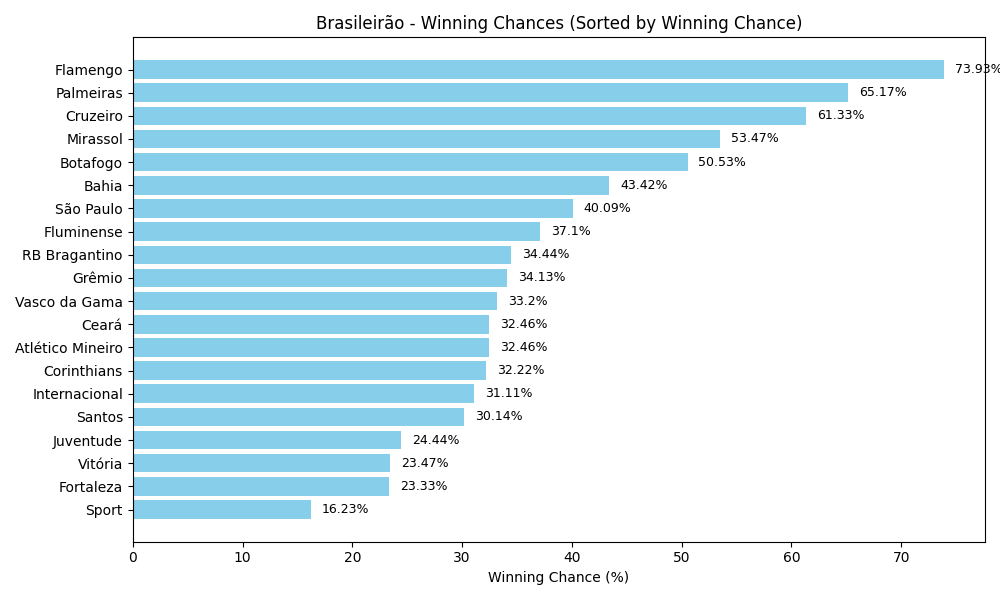 Brasileirão - Winning Chances (Sorted by Winning Chance)
Flamengo 73.93%
Palmeiras 65.17%
Cruzeiro 61.33%
Mirassol 53.47%
Botafogo 50.53%
Bahia 43.42%
São Paulo 40.09%
Fluminense 37.1%
RB Bragantino 34.44%
Grêmio 34.13%
Vasco da Gama 33.2%
Ceará 32.46%
Atlético Mineiro 32.46%
Corinthians 32.22%
Internacional 31.11%
Santos 30.14%
Juventude 24.44%
Vitória 23.47%
Fortaleza 23.33%
Sport 16.23%
0 10 20 30 40 50 60 70
Winning Chance (%)